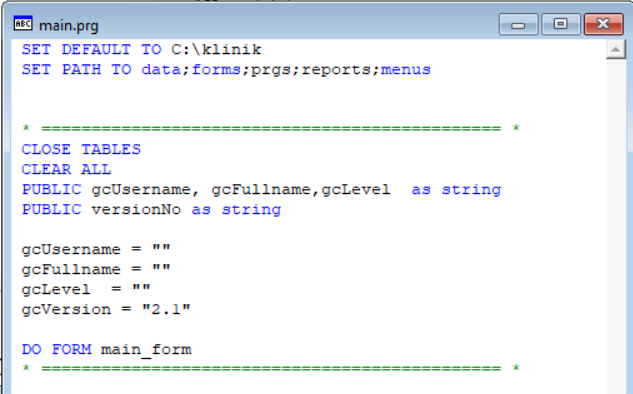 main.prg
SET DEFAULT TO C:\klinik
SET PATH TO data;forms;prgs;reports;menus
* ============================================== *
CLOSE TABLES
CLEAR ALL
PUBLIC gcUsername, gcFullname,gcLevel  as string
PUBLIC versionNo as string
gcUsername = ""
gcFullname = ""
gcLevel  = ""
gcVersion = "2.1"
DO FORM main_form
* ============================================== *